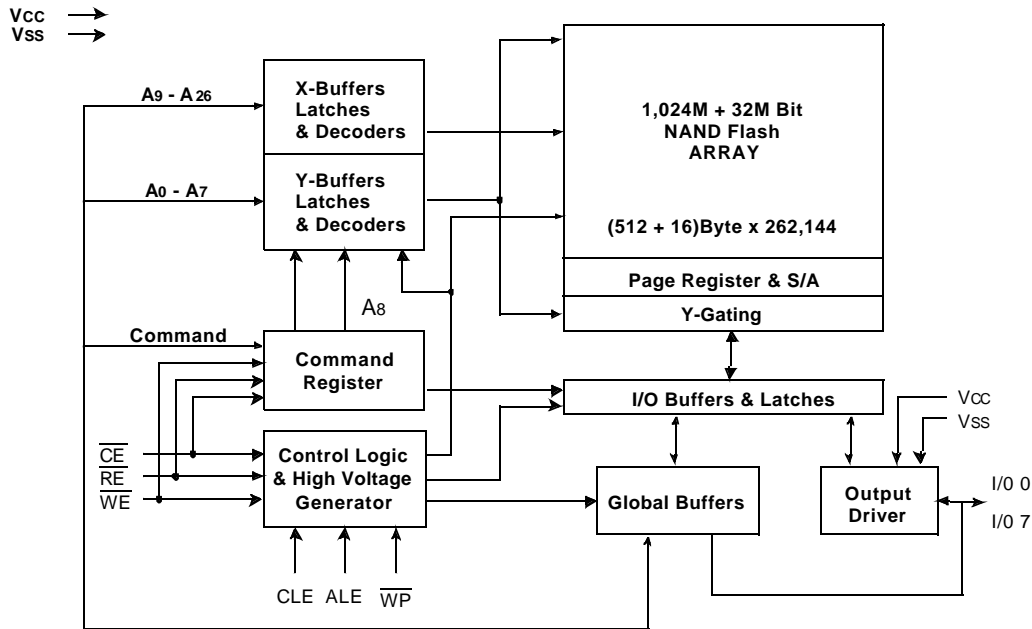 VCC
VSS
A9 - A26
X-Buffers
Latches
& Decoders
A0 - A7
Y-Buffers
Latches
& Decoders
1,024M + 32M Bit
NAND Flash
ARRAY
(512 + 16)Byte x 262,144
Page Register & S/A
Y-Gating
A8
Command
Command
Register
I/O Buffers & Latches
VCC
VSS
CE
RE
WE
Control Logic
& High Voltage
Generator
Global Buffers
Output
Driver
I/0 0
I/0 7
CLE ALE WP